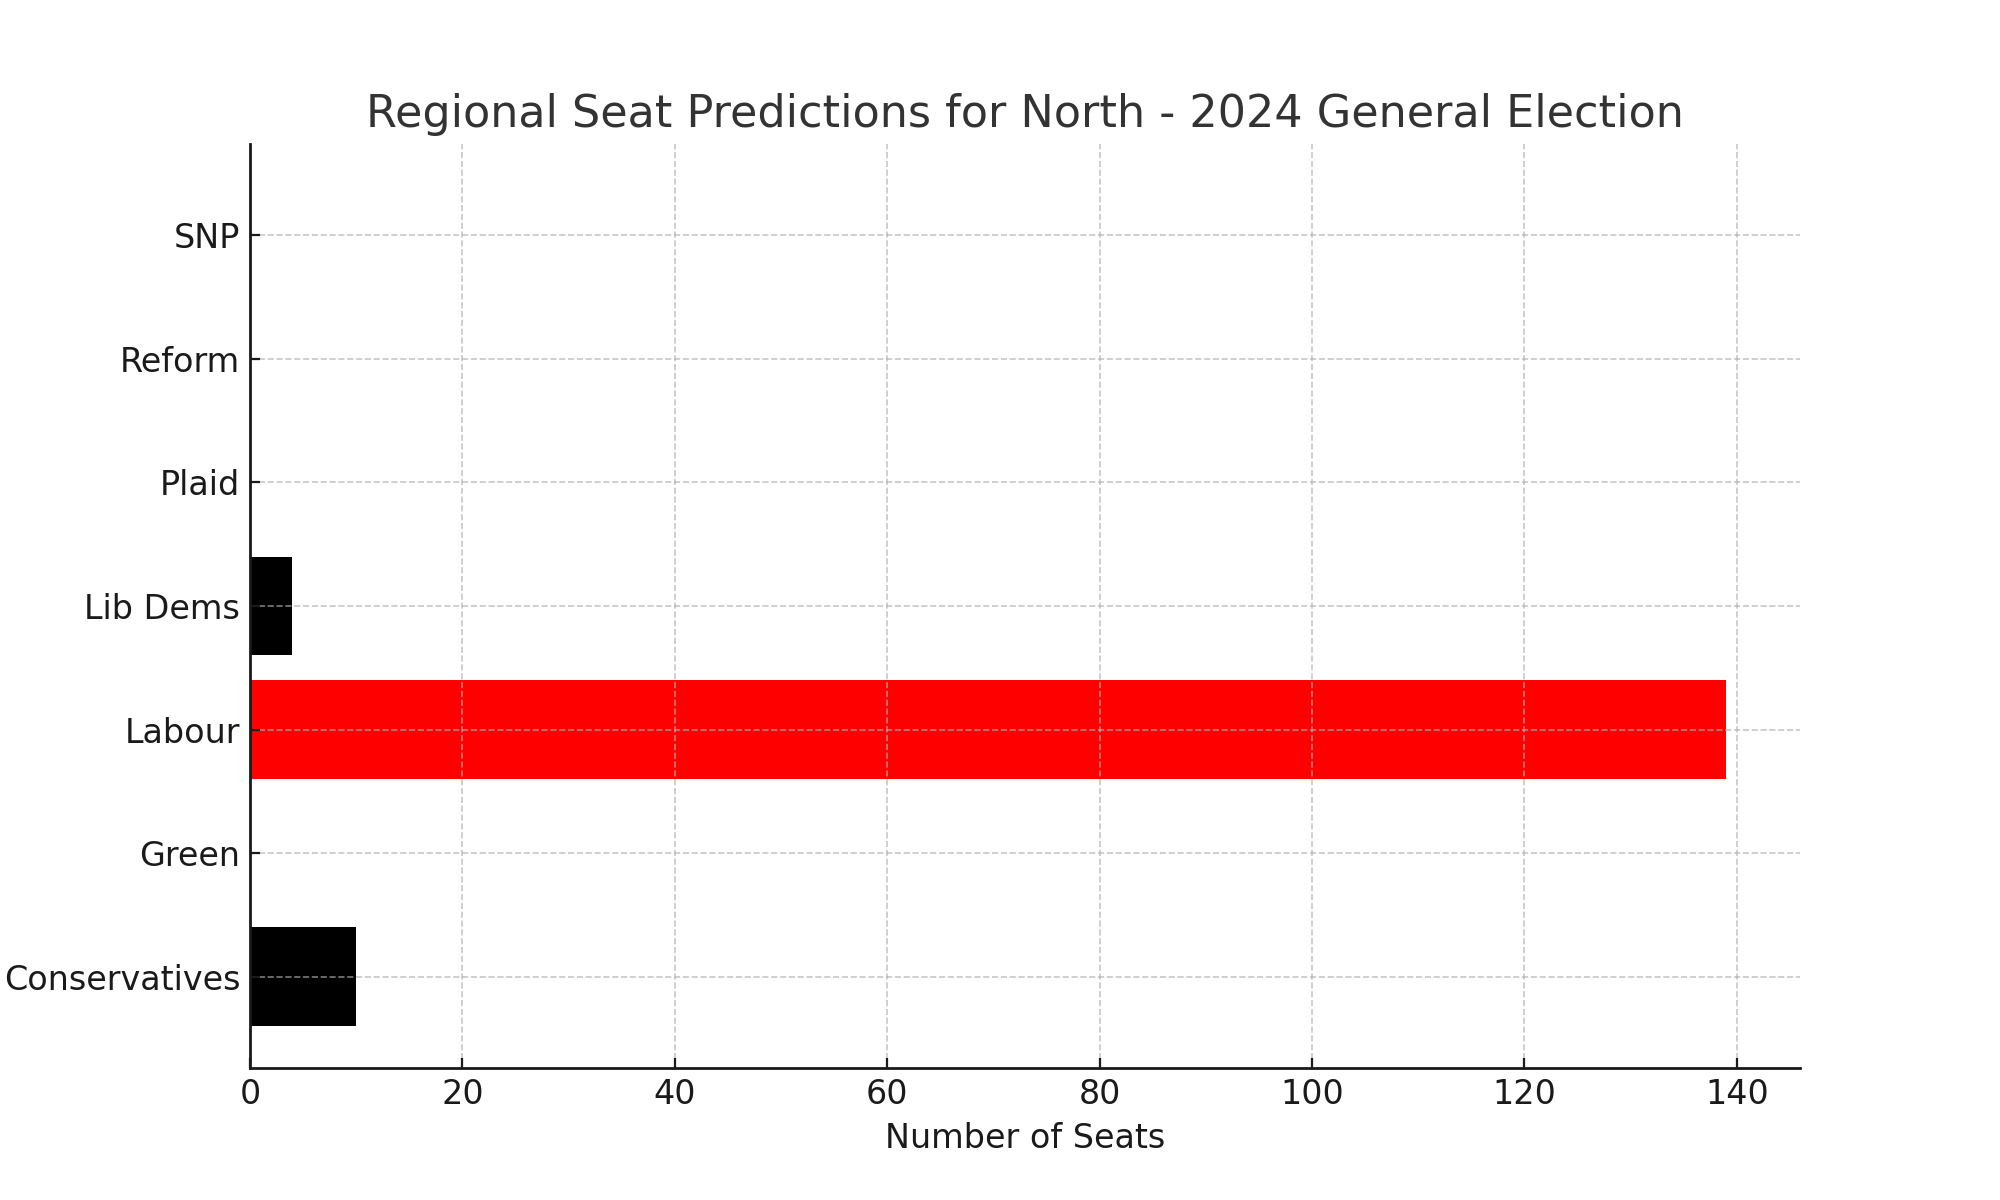 Regional Seat Predictions for North - 2024 General Election
SNP
Reform
Plaid
Lib Dems
Labour
Green
Conservatives
0 20 40 60 80 100 120 140
Number of Seats